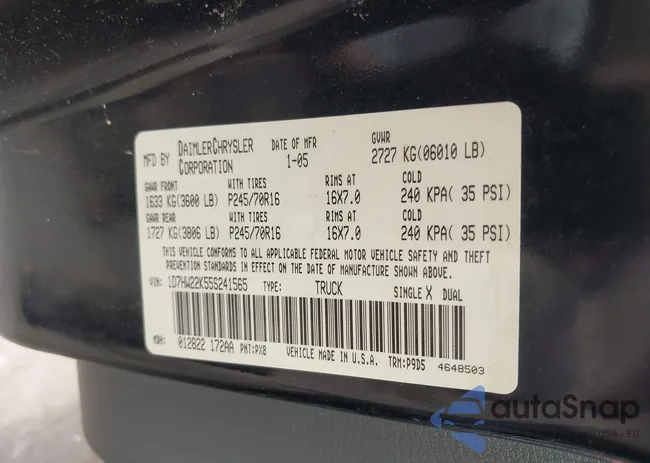 MFD BY DAIMLERCHRYSLER CORPORATION DATE OF MFR 1-05 GVWR 2727 KG(06010 LB)
GAWR FRONT WITH TIRES RIMS AT COLD
1633 KG(3600 LB) P245/70R16 16X7.0 240 KPA( 35 PSI)
GAWR REAR WITH TIRES RIMS AT COLD
1727 KG(3806 LB) P245/70R16 16X7.0 240 KPA( 35 PSI)
THIS VEHICLE CONFORMS TO ALL APPLICABLE FEDERAL MOTOR VEHICLE SAFETY AND THEFT
PREVENTION STANDARDS IN EFFECT ON THE DATE OF MANUFACTURE SHOWN ABOVE.
VIN: 1D7HW22K55S241565 TYPE: TRUCK SINGLE X DUAL
MDH: 012822 172AA PNT:PX8 VEHICLE MADE IN U.S.A. TRM:P9D5 4648503
autaSnap
USA - EU